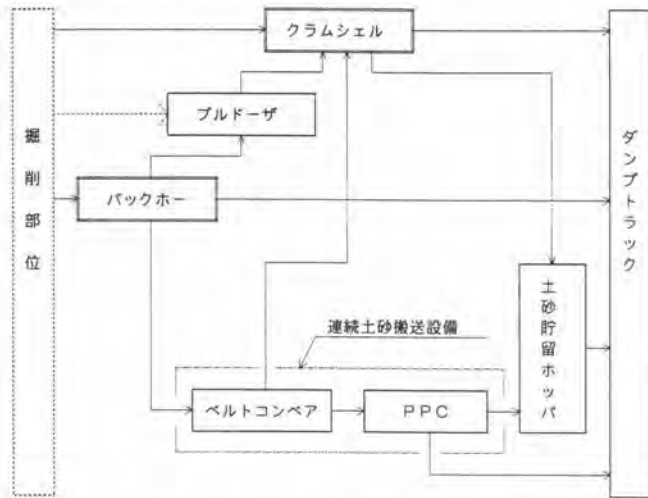 クラムシェル
ブルドーザ
掘削部位
バックホー
ダンプトラック
土砂貯留ホッパ
連続土砂搬送設備
ベルトコンベア
PPC